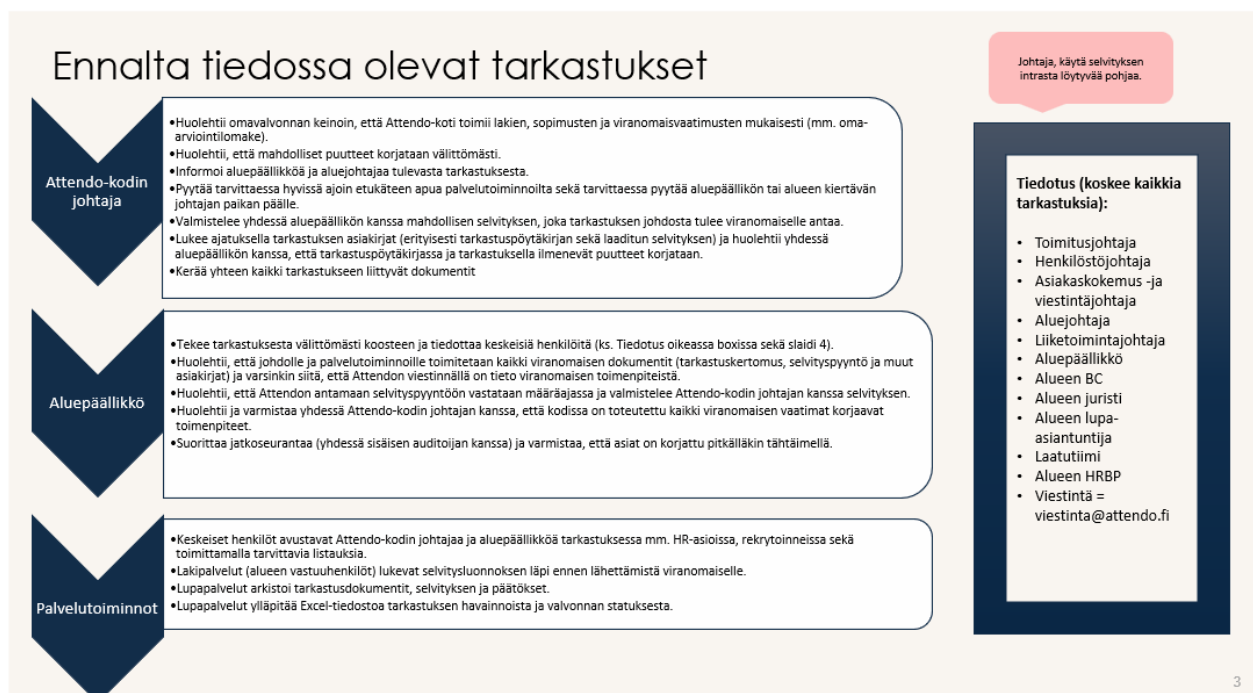 Ennalta tiedossa olevat tarkastukset
Johtaja, käytä selvityksen
intrasta löytyvää pohjaa.
Attendo-kodin
johtaja
•Huolehtii omavalvonnan keinoin, että Attendo-koti toimii lakien, sopimusten ja viranomaisvaatimusten mukaisesti (mm. oma-
arviointilomake).
•Huolehtii, että mahdolliset puutteet korjataan välittömästi.
•Informoi aluepäällikköä ja aluejohtajaa tulevasta tarkastuksesta.
•Pyytää tarvittaessa hyvissä ajoin etukäteen apua palvelutoiminnoilta sekä tarvittaessa pyytää aluepäällikön tai alueen kiertävän
johtajan paikan päälle.
•Valmistelee yhdessä aluepäällikön kanssa mahdollisen selvityksen, joka tarkastuksen johdosta tulee viranomaiselle antaa.
•Lukee ajatuksella tarkastuksen asiakirjat (erityisesti tarkastuspöytäkirjan sekä laaditun selvityksen) ja huolehtii yhdessä
aluepäällikön kanssa, että tarkastuspöytäkirjassa ja tarkastuksella ilmenevät puutteet korjataan.
•Kerää yhteen kaikki tarkastukseen liittyvät dokumentit
Aluepäällikkö
•Tekee tarkastuksesta välittömästi koosteen ja tiedottaa keskeisiä henkilöitä (ks. Tiedotus oikeassa boxissa sekä slaidi 4).
•Huolehtii, että johdolle ja palvelutoiminnoille toimitetaan kaikki viranomaisen dokumentit (tarkastuskertomus, selvityspyyntö ja muut
asiakirjat) ja varsinkin siitä, että Attendon viestinnällä on tieto viranomaisen toimenpiteistä.
•Huolehtii, että Attendon antamaan selvityspyyntöön vastataan määräajassa ja valmistelee Attendo-kodin johtajan kanssa selvityksen.
•Huolehtii ja varmistaa yhdessä Attendo-kodin johtajan kanssa, että kodissa on toteutettu kaikki viranomaisen vaatimat korjaavat
toimenpiteet.
•Suorittaa jatkoseurantaa (yhdessä sisäisen auditoijan kanssa) ja varmistaa, että asiat on korjattu pitkälläkin tähtäimellä.
Palvelutoiminnot
•Keskeiset henkilöt avustavat Attendo-kodin johtajaa ja aluepäällikköä tarkastuksessa mm. HR-asioissa, rekrytoinneissa sekä
toimittamalla tarvittavia listauksia.
•Lakipalvelut (alueen vastuuhenkilöt) lukevat selvitysluonnoksen läpi ennen lähettämistä viranomaiselle.
•Lupapalvelut arkistoi tarkastusdokumentit, selvityksen ja päätökset.
•Lupapalvelut ylläpitää Excel-tiedostoa tarkastuksen havainnoista ja valvonnan statuksesta.
Tiedotus (koskee kaikkia
tarkastuksia):
• Toimitusjohtaja
• Henkilöstöjohtaja
• Asiakaskokemus -ja
viestintäjohtaja
• Aluejohtaja
• Liiketoimintajohtaja
• Aluepäällikkö
• Alueen BC
• Alueen juristi
• Alueen lupa-
asiantuntija
• Laatutiimi
• Alueen HRBP
• Viestintä =
viestinta@attendo.fi
3